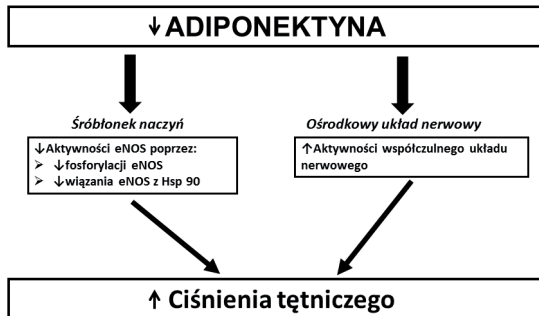 ↓ADIPONEKTYNA
Śróbłonek naczyń
Ośrodkowy układ nerwowy
↓Aktywności eNOS poprzez:
➢ ↓fosforylacji eNOS
➢ ↓wiązania eNOS z Hsp 90
↑Aktywności współczulnego układu
nerwowego
↑ Ciśnienia tętniczego